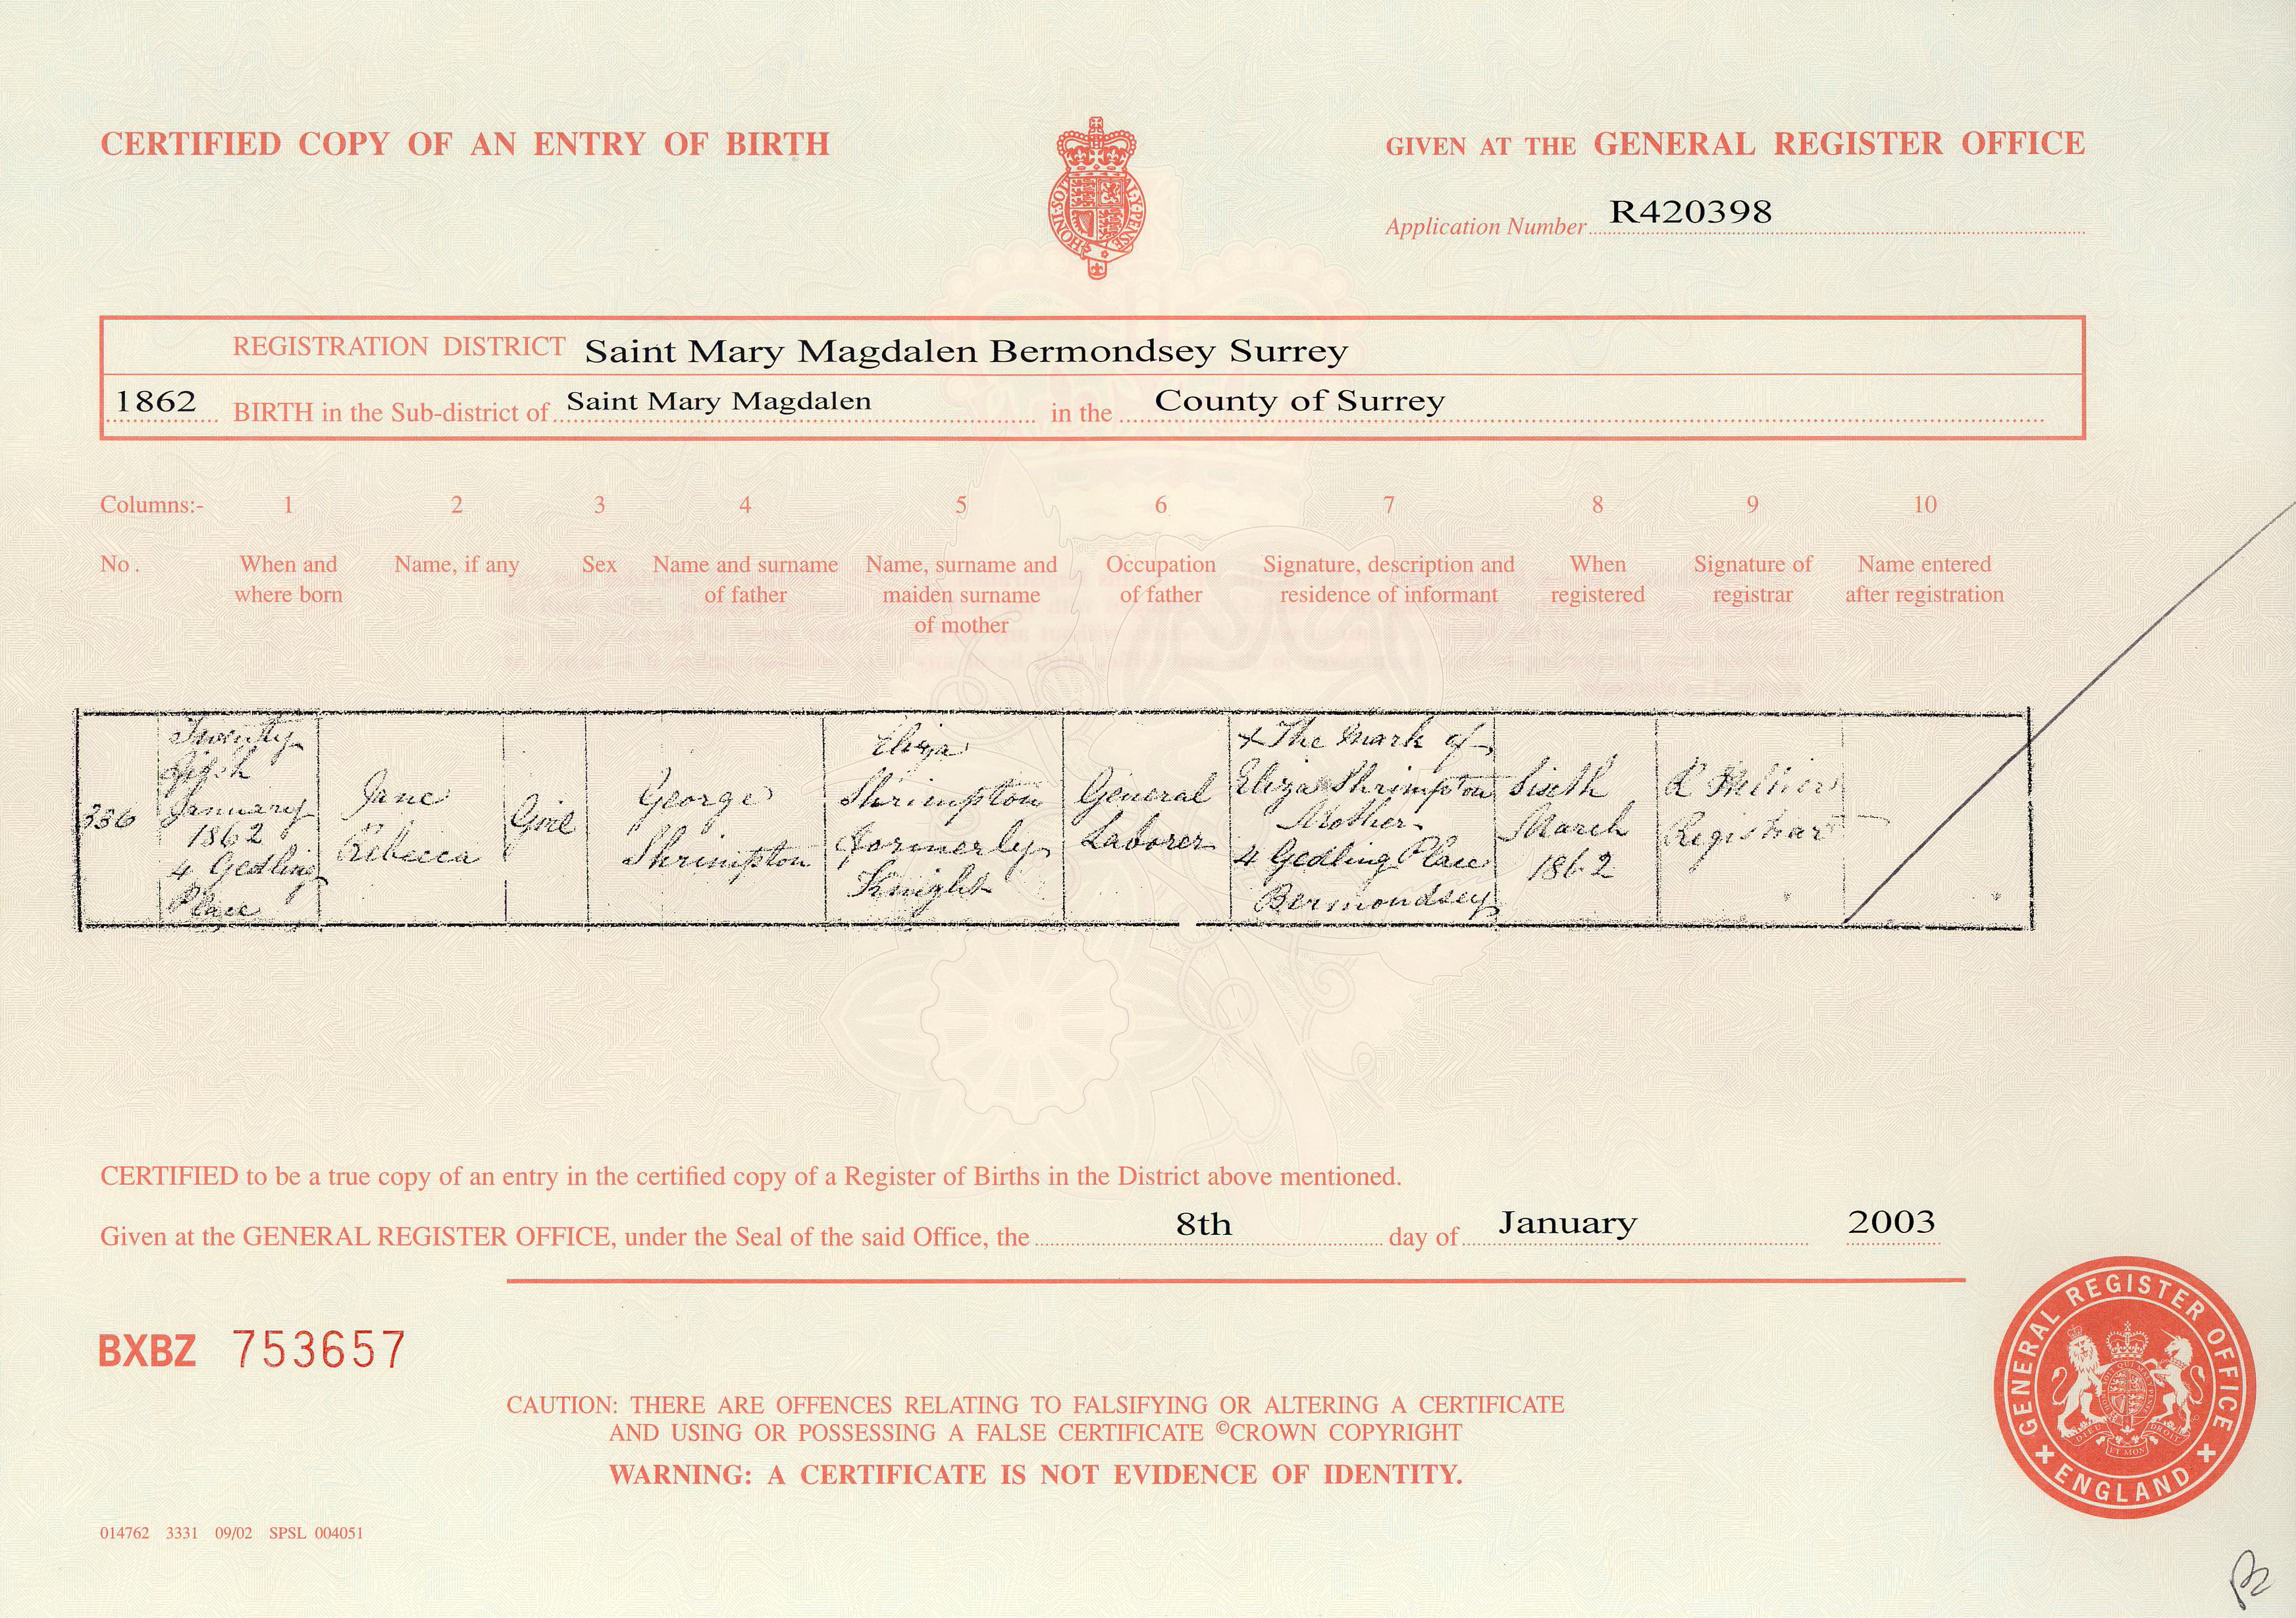 CERTIFIED COPY OF AN ENTRY OF BIRTH
GIVEN AT THE GENERAL REGISTER OFFICE
HONI·SOIT AL·Y·PENSE
Application Number R420398
REGISTRATION DISTRICT Saint Mary Magdalen Bermondsey Surrey
1862 BIRTH in the Sub-district of Saint Mary Magdalen in the County of Surrey
Columns:- 1 2 3 4 5 6 7 8 9 10
No. When and Name, if any Sex Name and surname Name, surname and Occupation Signature, description and When Signature of Name entered
where born of father maiden surname of father residence of informant registered registrar after registration
of mother
336
Twenty
fifth
January
1862
4 Gedling
Place
Jane
Rebecca
Girl
George
Shrimpton
Eliza
Shrimpton
formerly
Knight
General
Laborer
x The Mark of
Eliza Shrimpton
Mother
4 Gedling Place
Bermondsey
Sixth
March
1862
Registrar
CERTIFIED to be a true copy of an entry in the certified copy of a Register of Births in the District above mentioned.
Given at the GENERAL REGISTER OFFICE, under the Seal of the said Office, the 8th day of January 2003
BXBZ 753657
CAUTION: THERE ARE OFFENCES RELATING TO FALSIFYING OR ALTERING A CERTIFICATE
AND USING OR POSSESSING A FALSE CERTIFICATE ©CROWN COPYRIGHT
WARNING: A CERTIFICATE IS NOT EVIDENCE OF IDENTITY.
GENERAL REGISTER OFFICE
ENGLAND
014762 3331 09/02 SPSL 004051